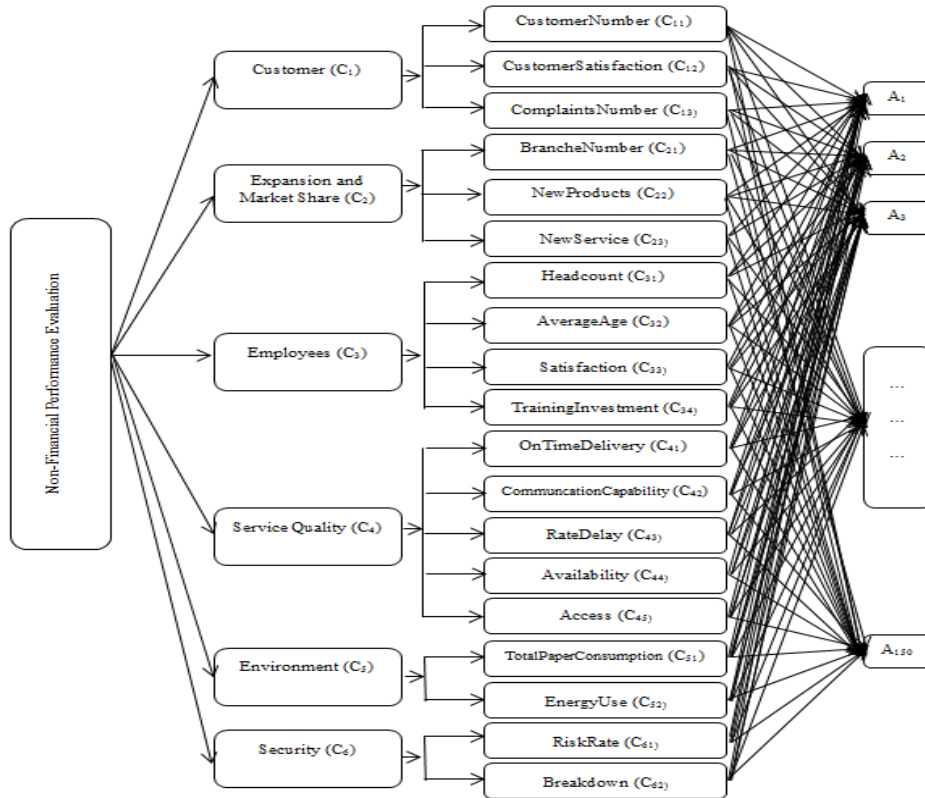 Non-Financial Performance Evaluation
Customer (C₁)
Expansion and
Market Share (C₂)
Employees (C₃)
Service Quality (C₄)
Environment (C₅)
Security (C₆)
CustomerNumber (C₁₁)
CustomerSatisfaction (C₁₂)
ComplaintsNumber (C₁₃)
BrancheNumber (C₂₁)
NewProducts (C₂₂)
NewService (C₂₃)
Headcount (C₃₁)
AverageAge (C₃₂)
Satisfaction (C₃₃)
TrainingInvestment (C₃₄)
OnTimeDelivery (C₄₁)
CommuncationCapability (C₄₂)
RateDelay (C₄₃)
Availability (C₄₄)
Access (C₄₅)
TotalPaperConsumption (C₅₁)
EnergyUse (C₅₂)
RiskRate (C₆₁)
Breakdown (C₆₂)
A₁
A₂
A₃
...
...
...
A₁₅₀